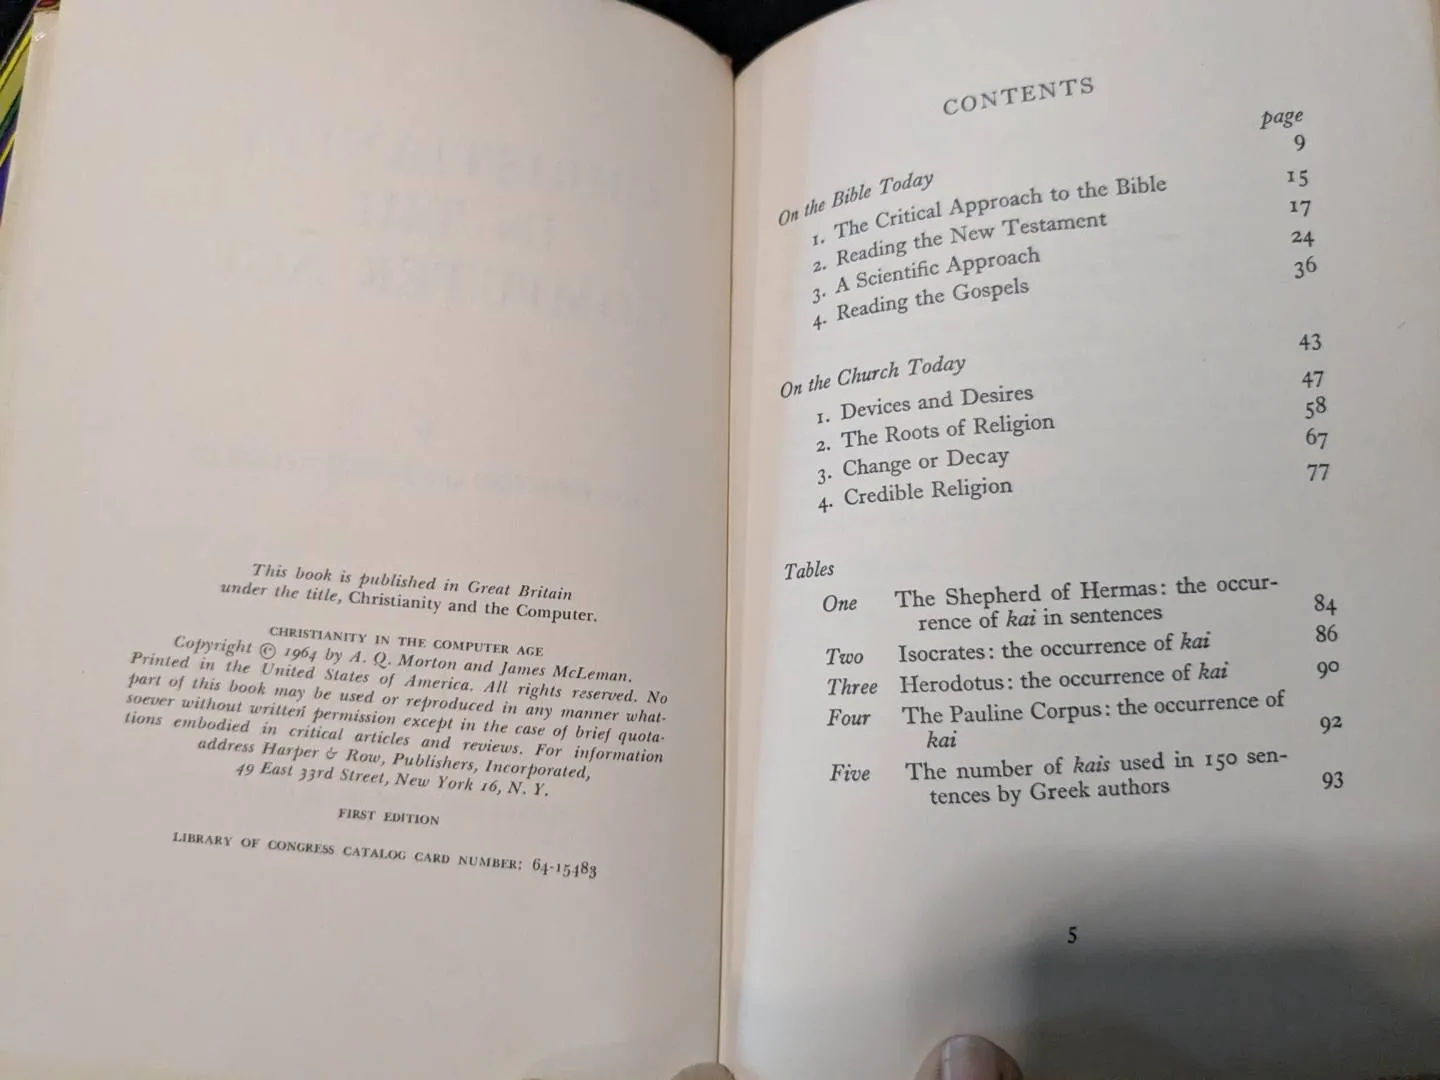 This book is published in Great Britain
under the title, Christianity and the Computer.
CHRISTIANITY IN THE COMPUTER AGE
Copyright © 1964 by A. Q. Morton and James McLeman.
Printed in the United States of America. All rights reserved. No
part of this book may be used or reproduced in any manner what-
soever without written permission except in the case of brief quota-
tions embodied in critical articles and reviews. For information
address Harper & Row, Publishers, Incorporated,
49 East 33rd Street, New York 16, N. Y.
FIRST EDITION
LIBRARY OF CONGRESS CATALOG CARD NUMBER: 64-15483
CONTENTS
page
On the Bible Today 9
1. The Critical Approach to the Bible 15
2. Reading the New Testament 17
3. A Scientific Approach 24
4. Reading the Gospels 36
On the Church Today 43
1. Devices and Desires 47
2. The Roots of Religion 58
3. Change or Decay 67
4. Credible Religion 77
Tables
One The Shepherd of Hermas: the occur-
rence of kai in sentences 84
Two Isocrates: the occurrence of kai 86
Three Herodotus: the occurrence of kai 90
Four The Pauline Corpus: the occurrence of
kai 92
Five The number of kais used in 150 sen-
tences by Greek authors 93
5